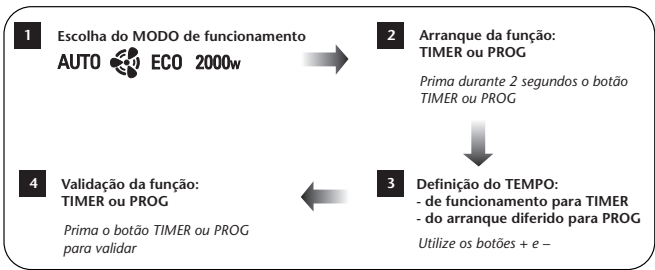 1 Escolha do MODO de funcionamento
AUTO ECO 2000w
2 Arranque da função:
TIMER ou PROG
Prima durante 2 segundos o botão
TIMER ou PROG
3 Definição do TEMPO:
- de funcionamento para TIMER
- do arranque diferido para PROG
Utilize os botões + e –
4 Validação da função:
TIMER ou PROG
Prima o botão TIMER ou PROG
para validar